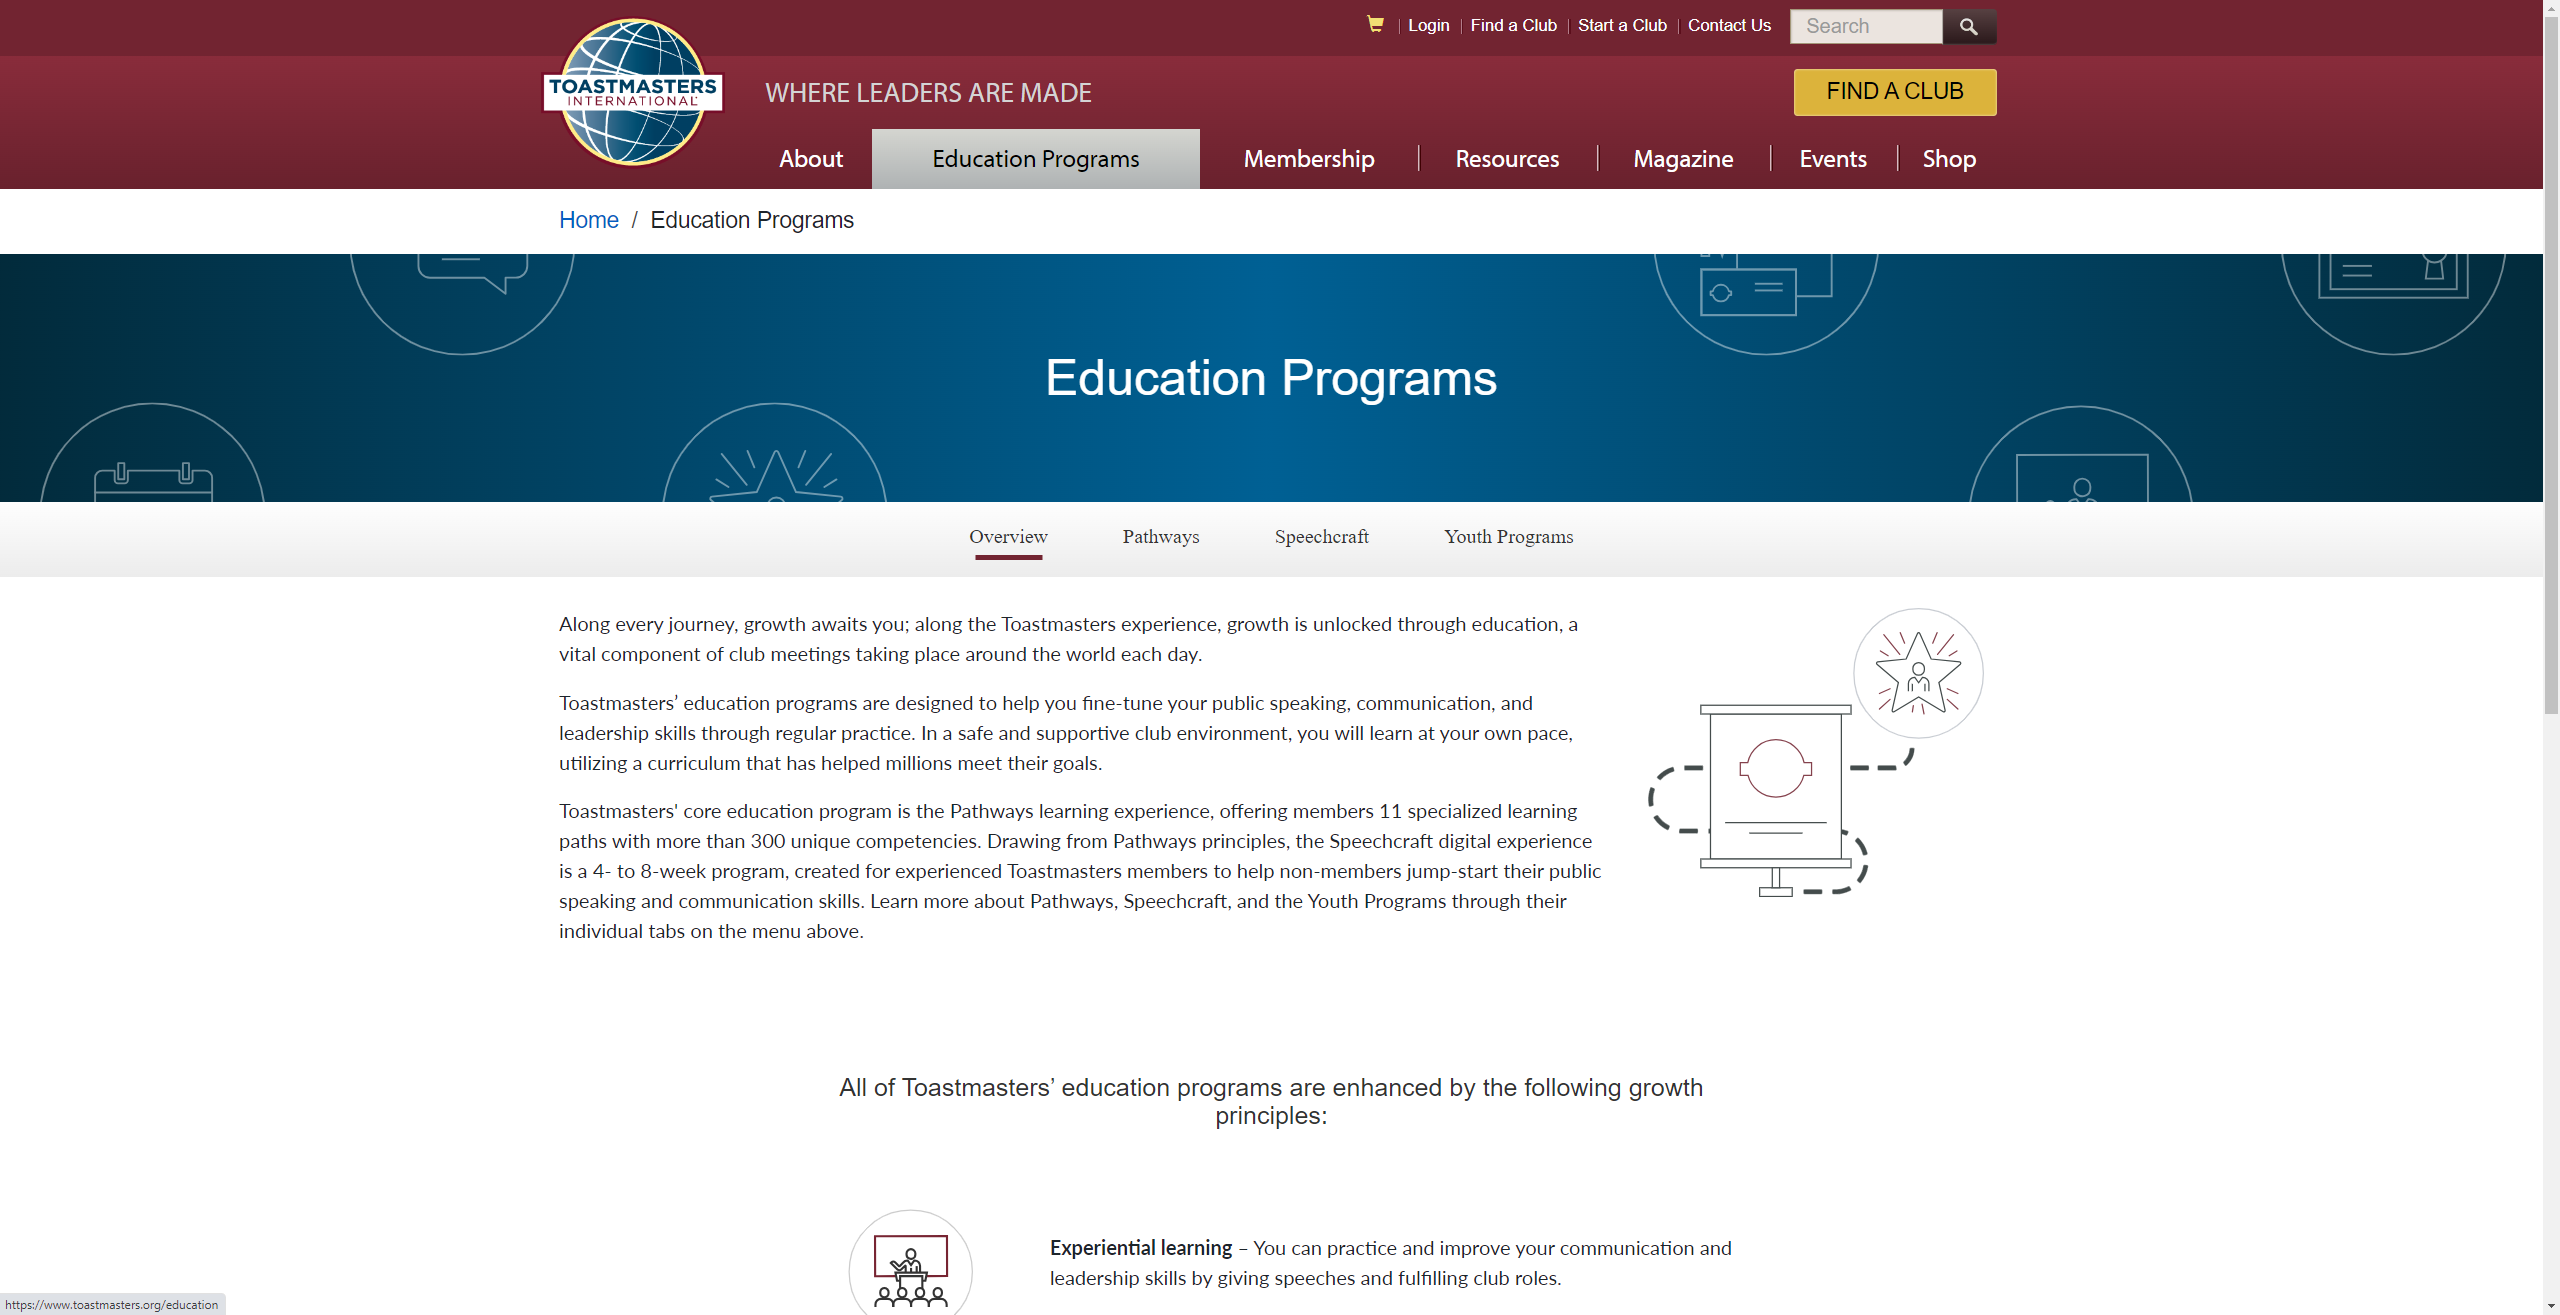 Login Find a Club Start a Club Contact Us Search
TOASTMASTERS
INTERNATIONAL
WHERE LEADERS ARE MADE
FIND A CLUB
About Education Programs Membership Resources Magazine Events Shop
Home / Education Programs
Education Programs
Overview Pathways Speechcraft Youth Programs
Along every journey, growth awaits you; along the Toastmasters experience, growth is unlocked through education, a
vital component of club meetings taking place around the world each day.
Toastmasters’ education programs are designed to help you fine-tune your public speaking, communication, and
leadership skills through regular practice. In a safe and supportive club environment, you will learn at your own pace,
utilizing a curriculum that has helped millions meet their goals.
Toastmasters' core education program is the Pathways learning experience, offering members 11 specialized learning
paths with more than 300 unique competencies. Drawing from Pathways principles, the Speechcraft digital experience
is a 4- to 8-week program, created for experienced Toastmasters members to help non-members jump-start their public
speaking and communication skills. Learn more about Pathways, Speechcraft, and the Youth Programs through their
individual tabs on the menu above.
All of Toastmasters’ education programs are enhanced by the following growth
principles:
Experiential learning – You can practice and improve your communication and
leadership skills by giving speeches and fulfilling club roles.
https://www.toastmasters.org/education